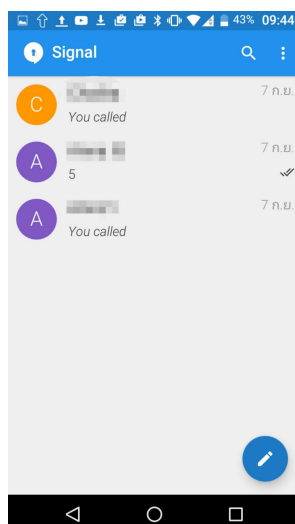 43% 09:44
Signal
7 ก.ย.
C
You called
7 ก.ย.
A
5
7 ก.ย.
A
You called